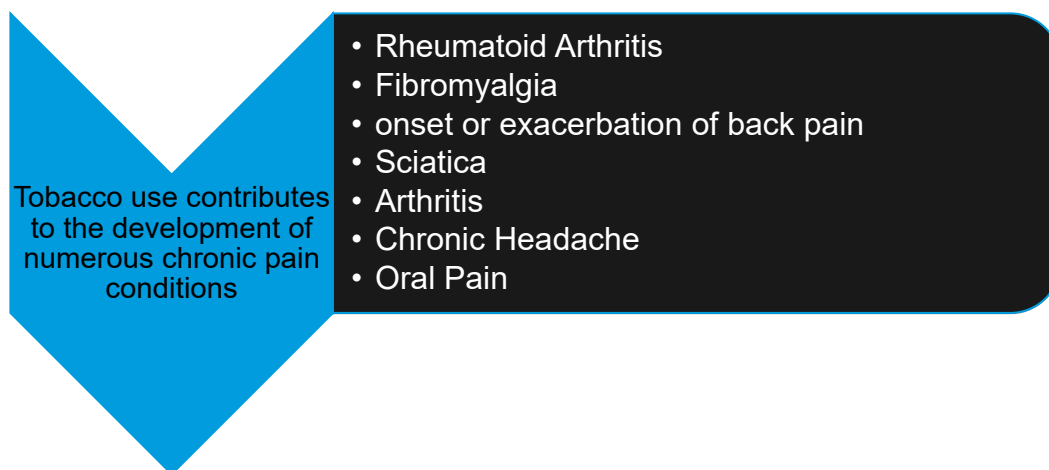 Tobacco use contributes
to the development of
numerous chronic pain
conditions
• Rheumatoid Arthritis
• Fibromyalgia
• onset or exacerbation of back pain
• Sciatica
• Arthritis
• Chronic Headache
• Oral Pain